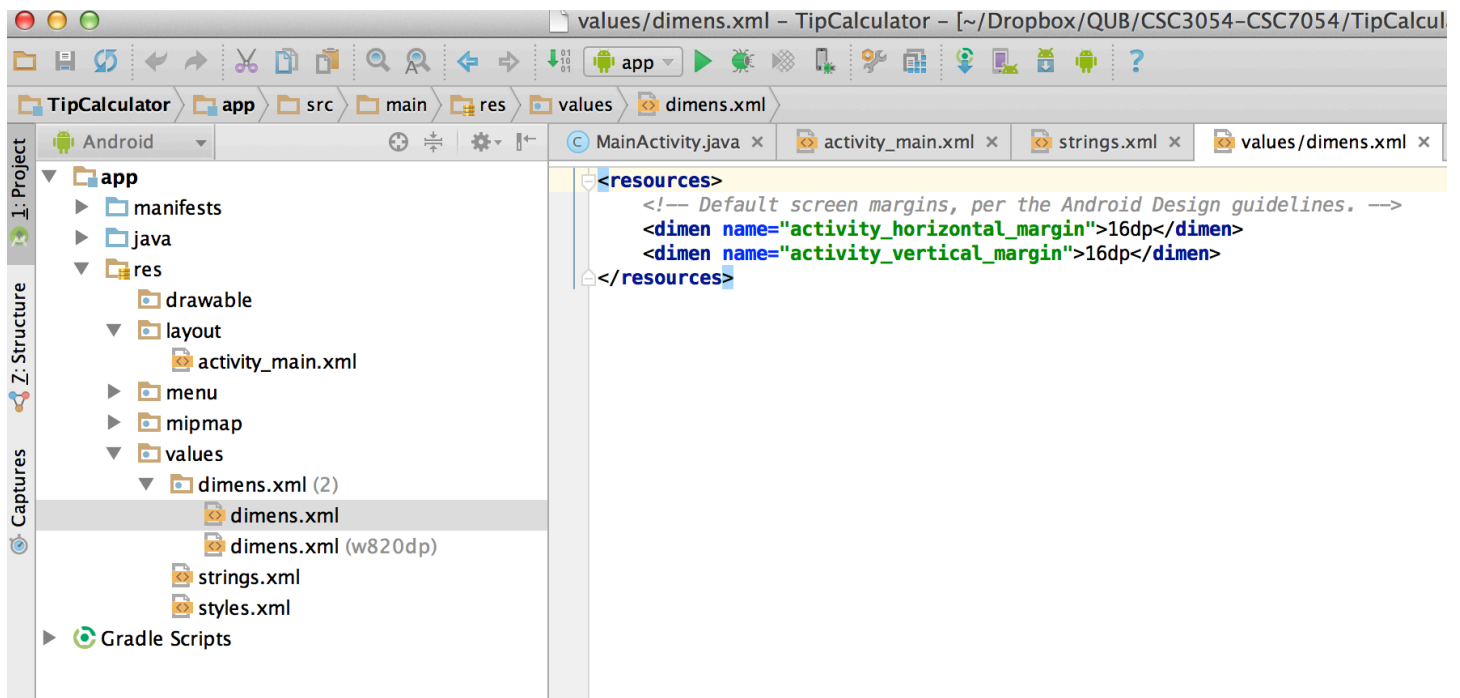 values/dimens.xml – TipCalculator – [~/Dropbox/QUB/CSC3054-CSC7054/TipCalcul
app
?
TipCalculator app src main res values dimens.xml
1: Project
Z: Structure
Captures
Android
MainActivity.java × activity_main.xml × strings.xml × values/dimens.xml ×
app
manifests
java
res
drawable
layout
activity_main.xml
menu
mipmap
values
dimens.xml (2)
dimens.xml
dimens.xml (w820dp)
strings.xml
styles.xml
Gradle Scripts
<resources>
<!-- Default screen margins, per the Android Design guidelines. -->
<dimen name="activity_horizontal_margin">16dp</dimen>
<dimen name="activity_vertical_margin">16dp</dimen>
</resources>